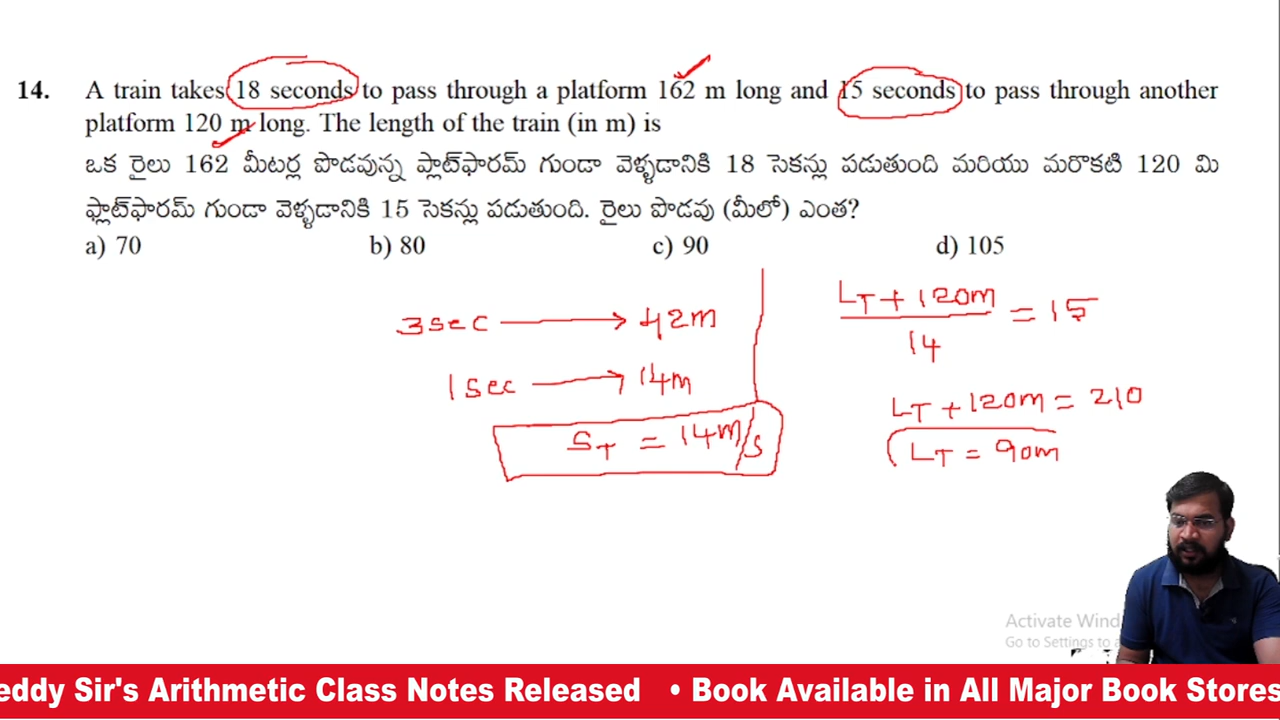 14. A train takes 18 seconds to pass through a platform 162 m long and 15 seconds to pass through another
platform 120 m long. The length of the train (in m) is
ఒక రైలు 162 మీటర్ల పొడవున్న ప్లాట్‌ఫారమ్ గుండా వెళ్ళడానికి 18 సెకన్లు పడుతుంది మరియు మరొకటి 120 మి
ఫ్లాట్‌ఫారమ్ గుండా వెళ్ళడానికి 15 సెకన్లు పడుతుంది. రైలు పొడవు (మీలో) ఎంత?
a) 70 b) 80 c) 90 d) 105
3sec → 42m
1sec → 14m
ST = 14m/s
LT + 120m
14
= 15
LT + 120m = 210
LT = 90m
Activate Wind
Go to Settings to a
eddy Sir's Arithmetic Class Notes Released • Book Available in All Major Book Stores